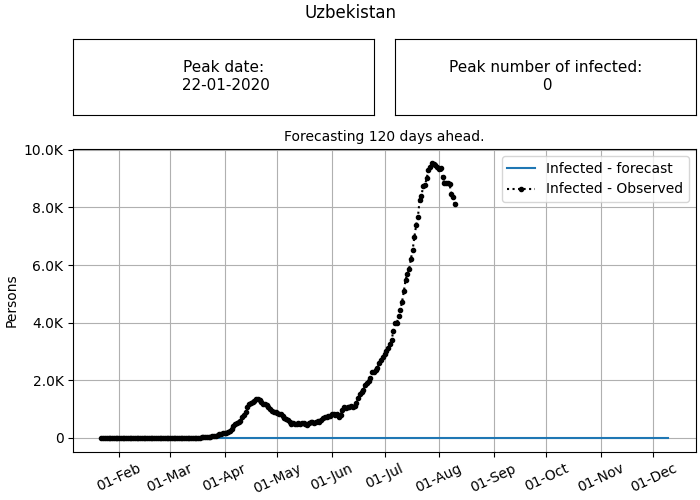 Uzbekistan
Peak date:
22-01-2020
Peak number of infected:
0
Forecasting 120 days ahead.
10.0K
8.0K
6.0K
4.0K
2.0K
0
Persons
Infected - forecast
Infected - Observed
01-Feb
01-Mar
01-Apr
01-May
01-Jun
01-Jul
01-Aug
01-Sep
01-Oct
01-Nov
01-Dec